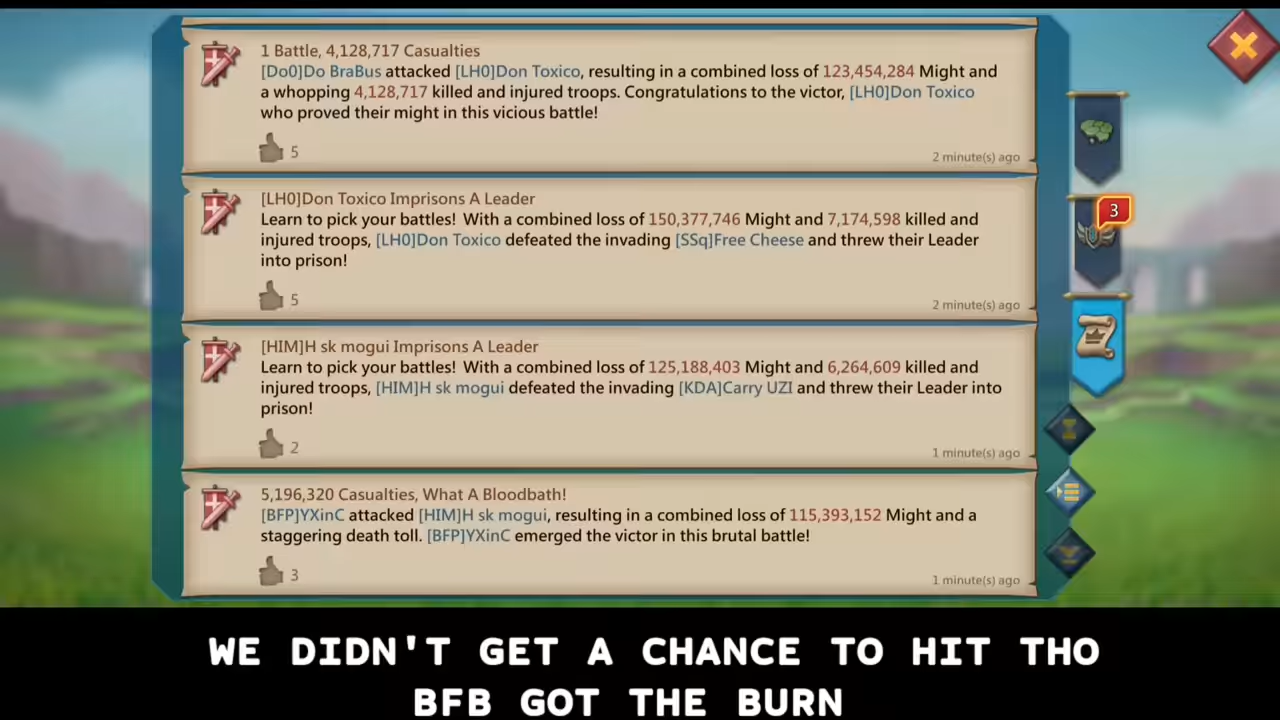 1 Battle, 4,128,717 Casualties
[Do0]Do BraBus attacked [LH0]Don Toxico, resulting in a combined loss of 123,454,284 Might and
a whopping 4,128,717 killed and injured troops. Congratulations to the victor, [LH0]Don Toxico
who proved their might in this vicious battle!
5
2 minute(s) ago
[LH0]Don Toxico Imprisons A Leader
Learn to pick your battles! With a combined loss of 150,377,746 Might and 7,174,598 killed and
injured troops, [LH0]Don Toxico defeated the invading [SSq]Free Cheese and threw their Leader
into prison!
5
2 minute(s) ago
3
[HIM]H sk mogui Imprisons A Leader
Learn to pick your battles! With a combined loss of 125,188,403 Might and 6,264,609 killed and
injured troops, [HIM]H sk mogui defeated the invading [KDA]Carry UZI and threw their Leader into
prison!
2
1 minute(s) ago
5,196,320 Casualties, What A Bloodbath!
[BFP]YXinC attacked [HIM]H sk mogui, resulting in a combined loss of 115,393,152 Might and a
staggering death toll. [BFP]YXinC emerged the victor in this brutal battle!
3
1 minute(s) ago
WE DIDN'T GET A CHANCE TO HIT THO
BFB GOT THE BURN